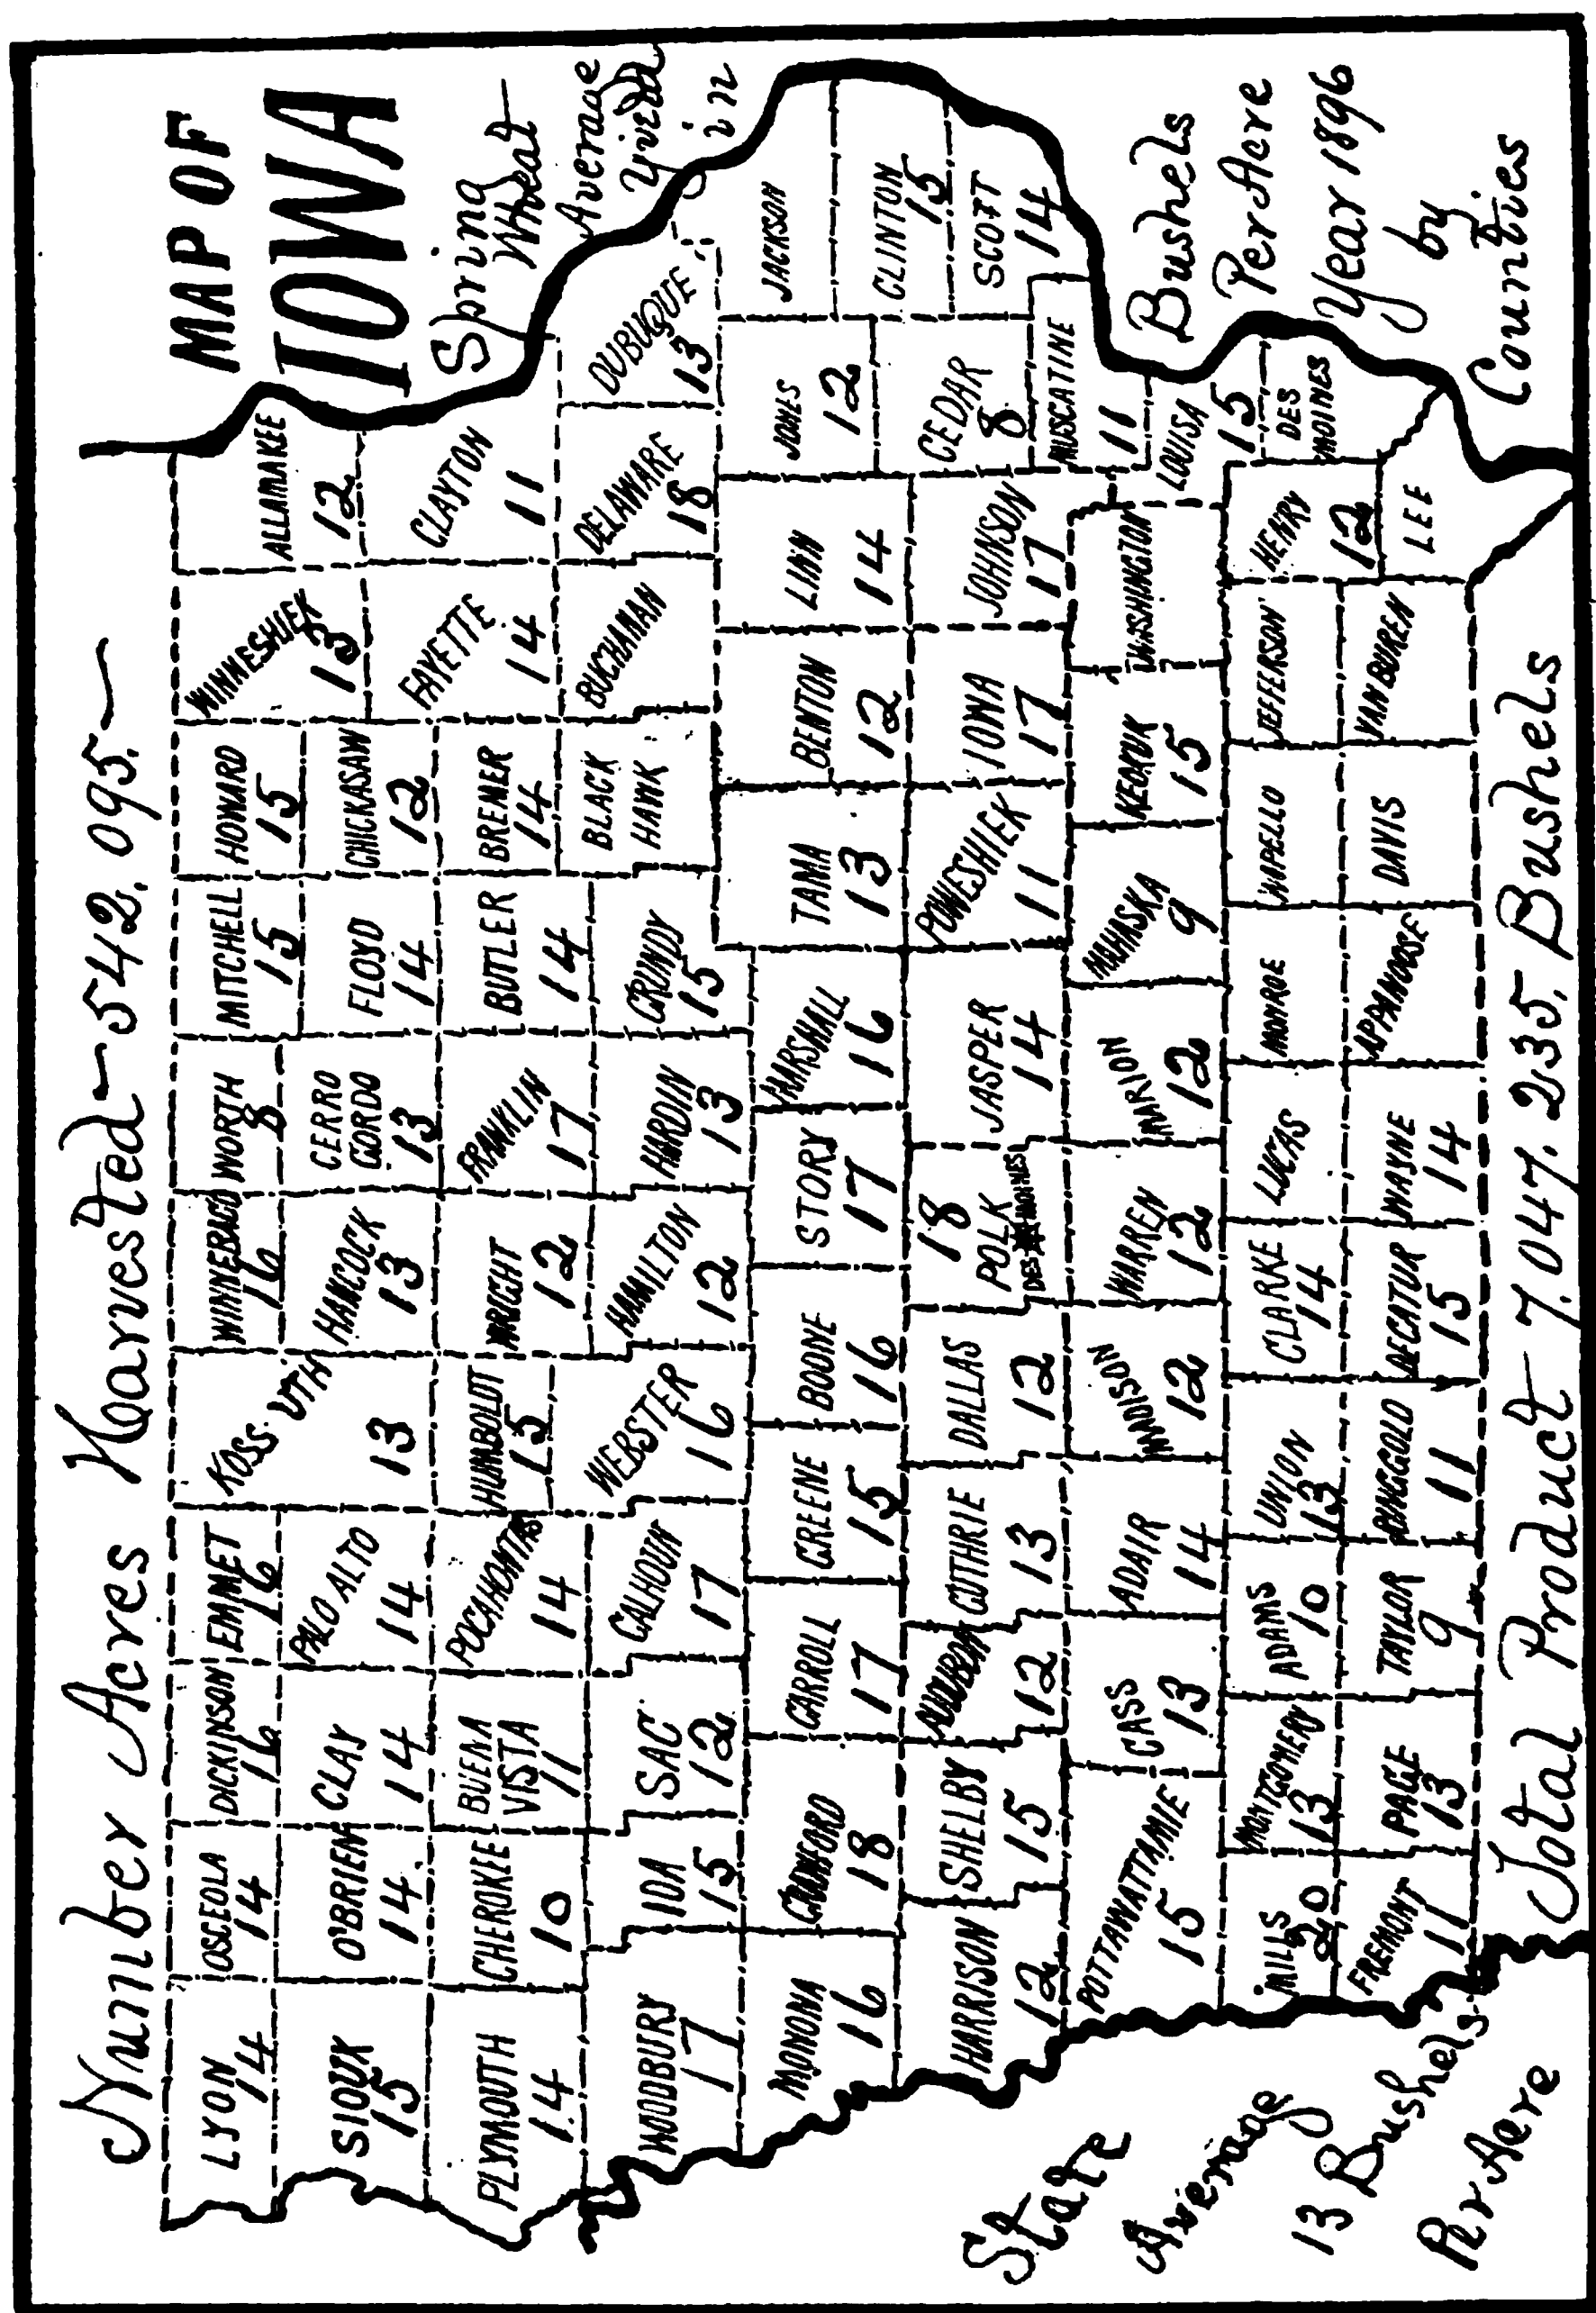 Number Acres Harvested — 542,095.—
MAP OF
IOWA
Spring
Wheat
Average
Yield
in
Bushels
Per Acre
Year 1896
by
Counties
LYON
14
OSCEOLA
14
DICKINSON
16
EMMET
16
KOSSUTH
13
WINNEBAGO
16
WORTH
8
MITCHELL
15
HOWARD
15
WINNESHIEK
13
ALLAMAKEE
12
SIOUX
15
O'BRIEN
14
CLAY
14
PALO ALTO
14
HANCOCK
13
CERRO
GORDO
13
FLOYD
14
CHICKASAW
12
FAYETTE
14
CLAYTON
11
PLYMOUTH
14
CHEROKEE
10
BUENA
VISTA
11
POCAHONTAS
14
HUMBOLDT
15
WRIGHT
12
FRANKLIN
17
BUTLER
14
BREMER
14
WOODBURY
17
IDA
15
SAC
12
CALHOUN
17
WEBSTER
16
HAMILTON
12
HARDIN
13
GRUNDY
15
BLACK
HAWK
BUCHANAN
DELAWARE
18
DUBUQUE
13
MONONA
16
CRAWFORD
18
CARROLL
17
GREENE
15
BOONE
16
STORY
17
MARSHALL
16
TAMA
13
BENTON
12
LINN
14
JONES
12
JACKSON
CLINTON
15
SCOTT
14
HARRISON
12
SHELBY
15
AUDUBON
12
GUTHRIE
13
DALLAS
12
18
POLK
DES MOINES
JASPER
14
POWESHIEK
11
IOWA
17
JOHNSON
17
CEDAR
8
MUSCATINE
11
POTTAWATTAMIE
15
CASS
13
ADAIR
14
MADISON
12
WARREN
12
MARION
12
MAHASKA
9
KEOKUK
15
WASHINGTON
LOUISA
15
MILLS
20
MONTGOMERY
13
ADAMS
10
UNION
13
CLARKE
14
LUCAS
MONROE
WAPELLO
JEFFERSON
HENRY
12
DES
MOINES
FREMONT
11
PAGE
13
TAYLOR
9
RINGGOLD
11
DECATUR
15
WAYNE
14
APPANOOSE
DAVIS
VAN BUREN
LEE
State
Average
13 Bushels
Per Acre
Total Product 7.047.235. Bushels